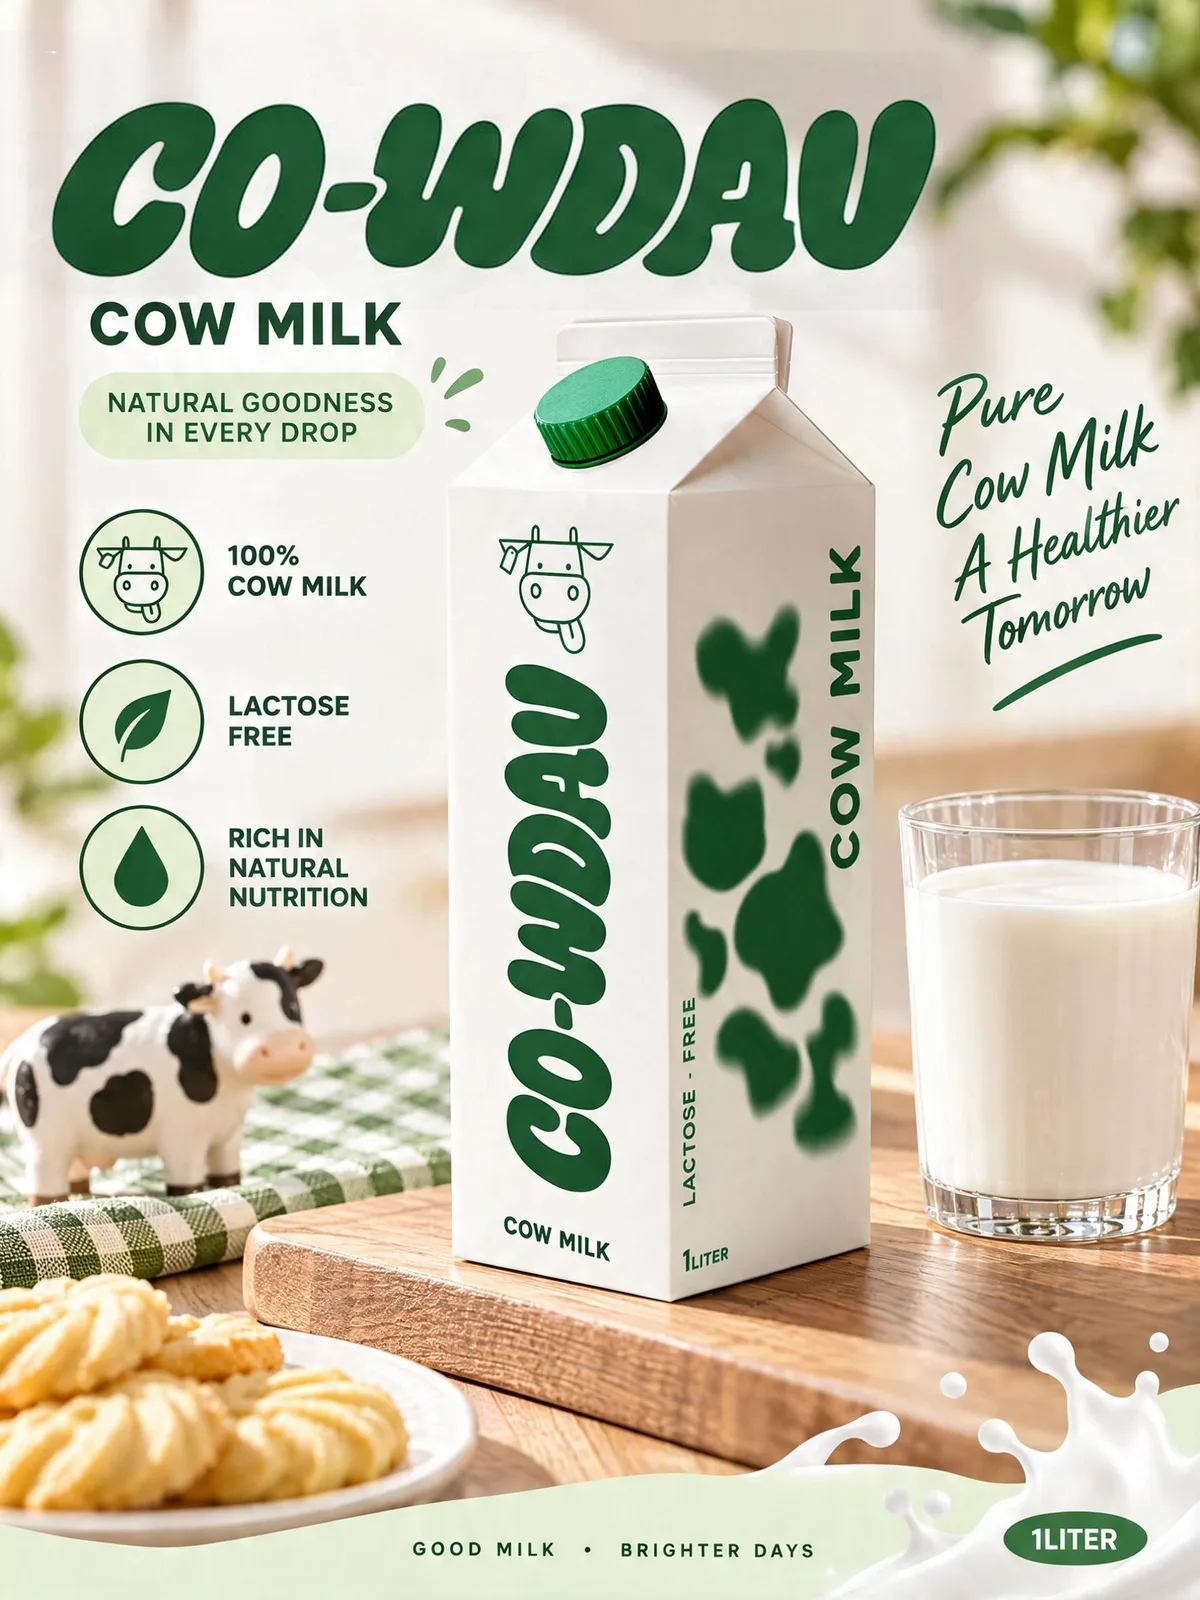 CO-WDAU
COW MILK
NATURAL GOODNESS
IN EVERY DROP
100%
COW MILK
LACTOSE
FREE
RICH IN
NATURAL
NUTRITION
Pure
Cow Milk
A Healthier
Tomorrow
CO-WDAU
COW MILK
COW MILK
LACTOSE - FREE
1LITER
GOOD MILK • BRIGHTER DAYS
1LITER